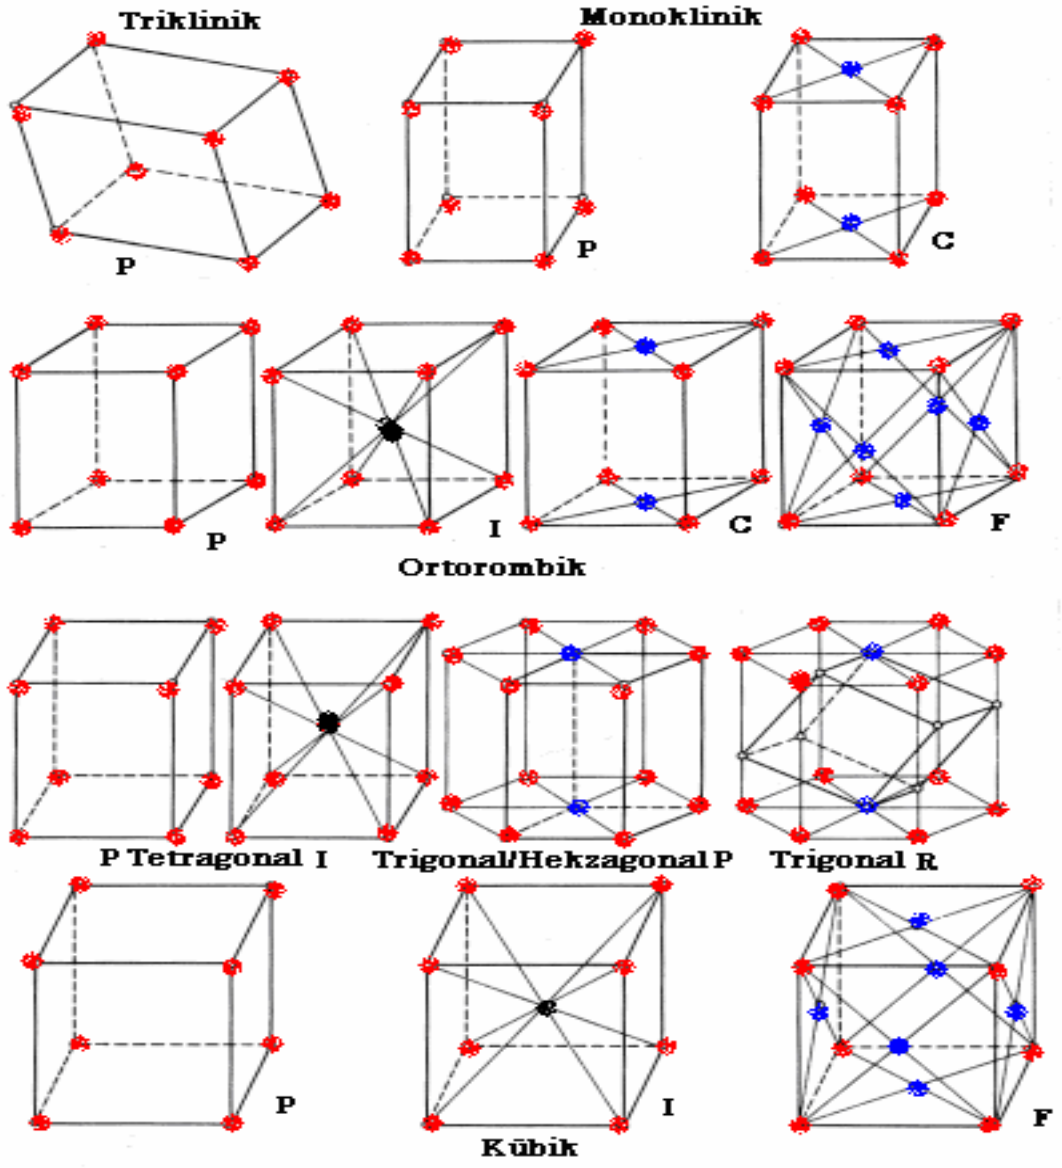 Triklinik
Monoklinik
P
P
C
P
I
C
F
Ortorombik
P Tetragonal I
Trigonal/Hekzagonal P
Trigonal R
P
I
F
Kübik